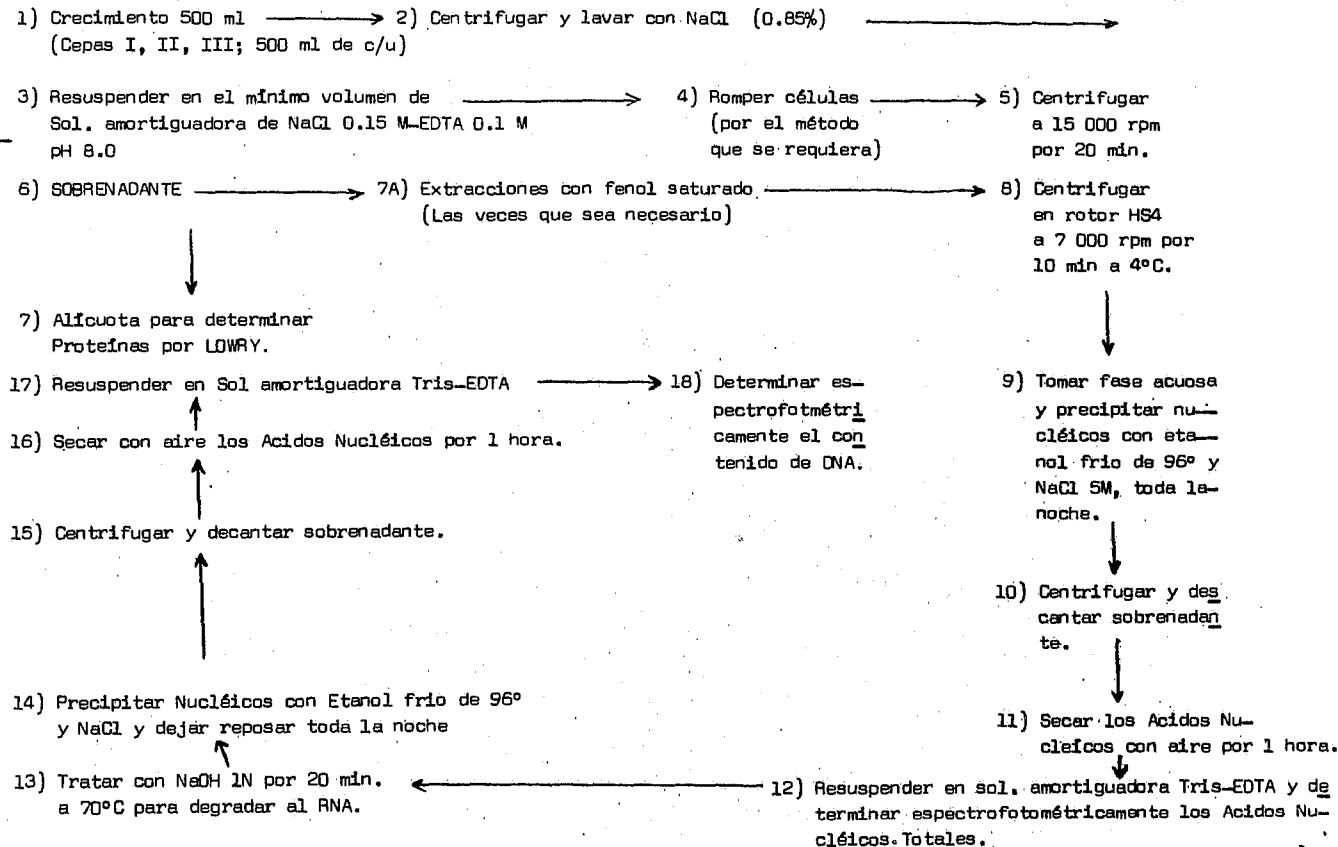 1) Crecimiento 500 ml 2) Centrifugar y lavar con NaCl (0.85%)
(Cepas I, II, III; 500 ml de c/u)
3) Resuspender en el mínimo volumen de
Sol. amortiguadora de NaCl 0.15 M-EDTA 0.1 M
pH 8.0
4) Romper células
(por el método
que se requiera)
5) Centrifugar
a 15 000 rpm
por 20 min.
6) SOBRENADANTE
7A) Extracciones con fenol saturado
(Las veces que sea necesario)
8) Centrifugar
en rotor HS4
a 7 000 rpm por
10 min a 4°C.
7) Alícuota para determinar
Proteínas por LOWRY.
9) Tomar fase acuosa
y precipitar nu-
cléicos con eta-
nol frio de 96° y
NaCl 5M, toda la-
noche.
10) Centrifugar y des
cantar sobrenadan
te.
11) Secar los Acidos Nu-
cleícos con aire por 1 hora.
12) Resuspender en sol. amortiguadora Tris-EDTA y de
terminar espectrofotométricamente los Acidos Nu-
cléicos Totales.
13) Tratar con NaOH 1N por 20 min.
a 70°C para degradar al RNA.
14) Precipitar Nucléicos con Etanol frio de 96°
y NaCl y dejar reposar toda la noche
15) Centrifugar y decantar sobrenadante.
16) Secar con aire los Acidos Nucléicos por 1 hora.
17) Resuspender en Sol amortiguadora Tris-EDTA
18) Determinar es-
pectrofotmétri
camente el con
tenido de DNA.